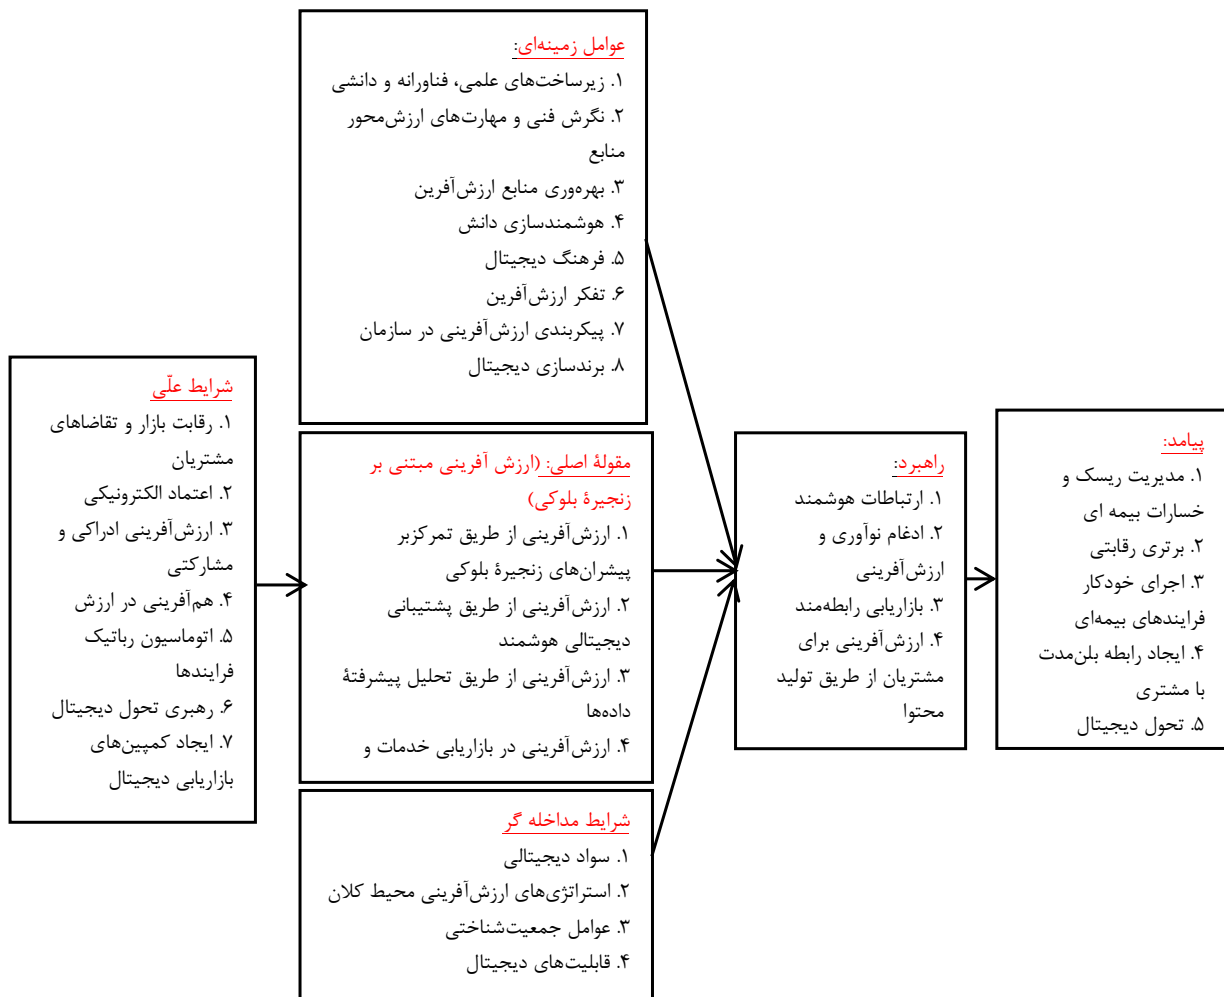 عوامل زمینه‌ای:
۱. زیرساخت‌های علمی، فناورانه و دانشی
۲. نگرش فنی و مهارت‌های ارزش‌محور
منابع
۳. بهره‌وری منابع ارزش‌آفرین
۴. هوشمندسازی دانش
۵. فرهنگ دیجیتال
۶. تفکر ارزش‌آفرین
۷. پیکربندی ارزش‌آفرینی در سازمان
۸. برندسازی دیجیتال
شرایط علّی
۱. رقابت بازار و تقاضاهای
مشتریان
۲. اعتماد الکترونیکی
۳. ارزش‌آفرینی ادراکی و
مشارکتی
۴. هم‌آفرینی در ارزش
۵. اتوماسیون رباتیک
فرایندها
۶. رهبری تحول دیجیتال
۷. ایجاد کمپین‌های
بازاریابی دیجیتال
مقولهٔ اصلی: (ارزش آفرینی مبتنی بر
زنجیرهٔ بلوکی)
۱. ارزش‌آفرینی از طریق تمرکزبر
پیشران‌های زنجیرهٔ بلوکی
۲. ارزش‌آفرینی از طریق پشتیبانی
دیجیتالی هوشمند
۳. ارزش‌آفرینی از طریق تحلیل پیشرفتهٔ
داده‌ها
۴. ارزش‌آفرینی در بازاریابی خدمات و
شرایط مداخله گر
۱. سواد دیجیتالی
۲. استراتژی‌های ارزش‌آفرینی محیط کلان
۳. عوامل جمعیت‌شناختی
۴. قابلیت‌های دیجیتال
راهبرد:
۱. ارتباطات هوشمند
۲. ادغام نوآوری و
ارزش‌آفرینی
۳. بازاریابی رابطه‌مند
۴. ارزش‌آفرینی برای
مشتریان از طریق تولید
محتوا
پیامد:
۱. مدیریت ریسک و
خسارات بیمه ای
۲. برتری رقابتی
۳. اجرای خودکار
فرایندهای بیمه‌ای
۴. ایجاد رابطه بلن‌مدت
با مشتری
۵. تحول دیجیتال